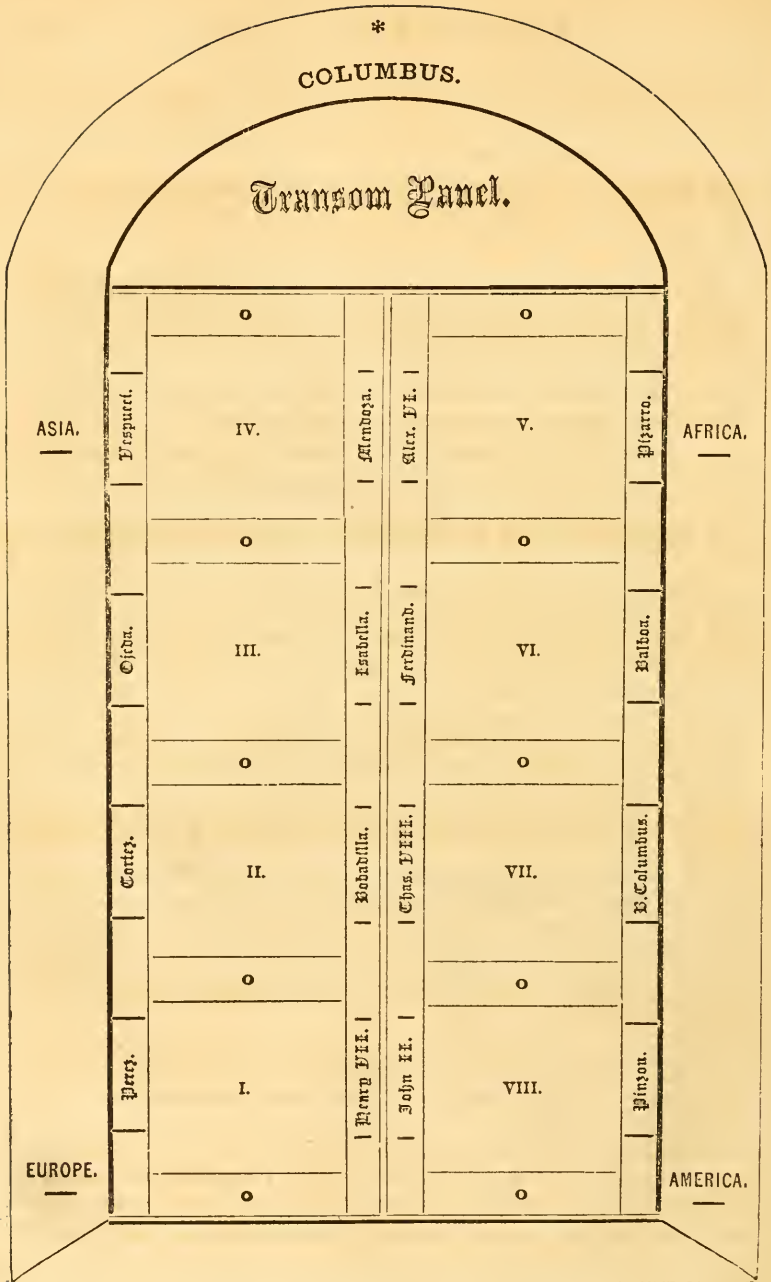 *
COLUMBUS.
Transom Panel.
o
o
ASIA.
Vespucci.
IV.
Mendoza.
Alex. VI.
V.
Pizarro.
AFRICA.
o
o
Ojeda.
III.
Isabella.
Ferdinand.
VI.
Balboa.
o
o
Cortez.
II.
Bobadilla.
Chas. VIII.
VII.
B. Columbus.
o
o
Perez.
I.
Henry VII.
John II.
VIII.
Pinzon.
EUROPE.
AMERICA.
o
o